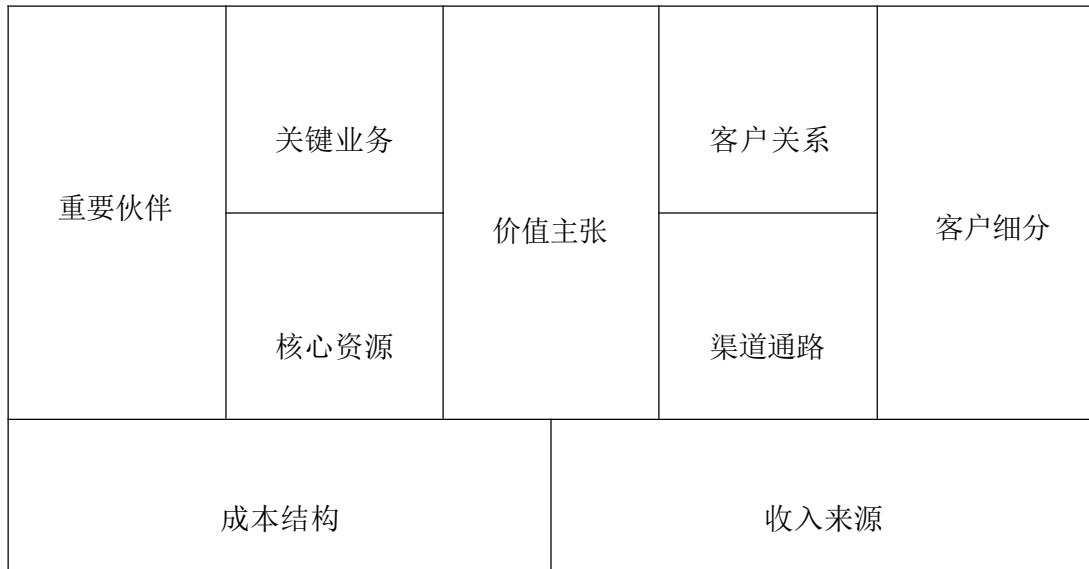 重要伙伴
关键业务
核心资源
价值主张
客户关系
渠道通路
客户细分
成本结构
收入来源